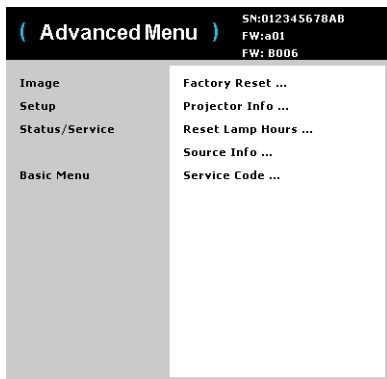 ( Advanced Menu )
SN:012345678AB
FW:a01
FW: B006
Image
Setup
Status/Service
Basic Menu
Factory Reset ...
Projector Info ...
Reset Lamp Hours ...
Source Info ...
Service Code ...